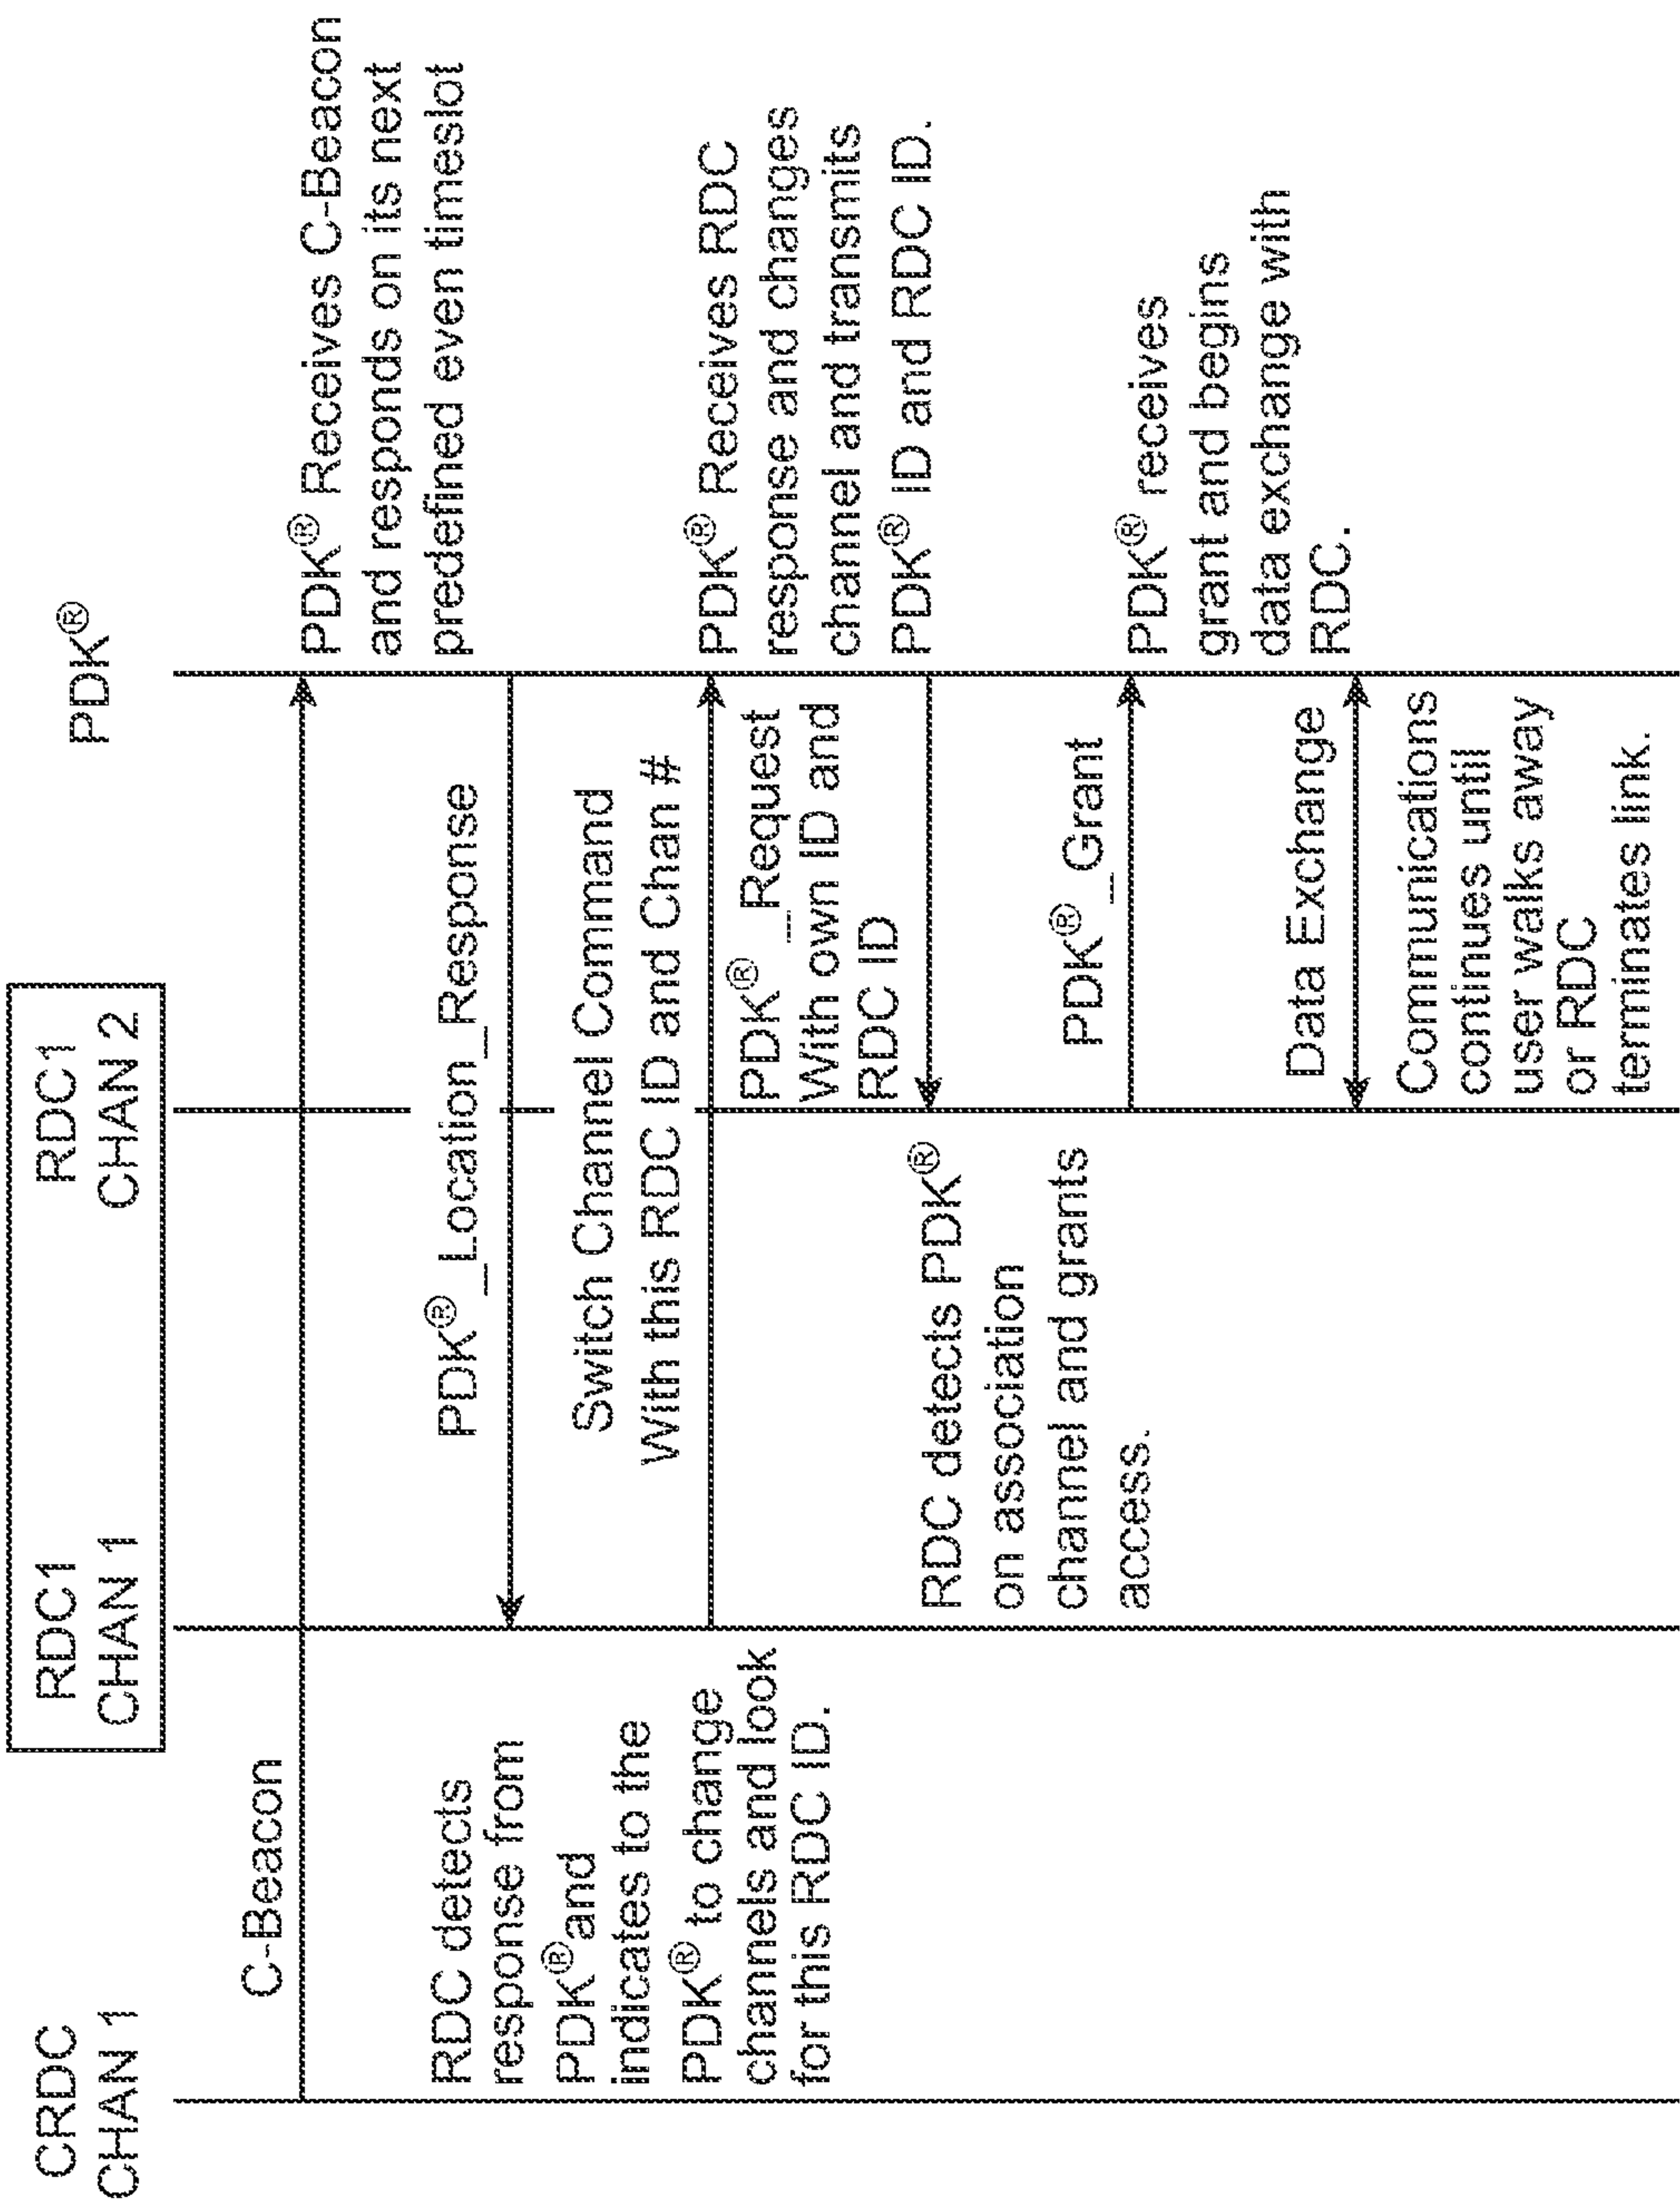 CRDC
CHAN 1
RDC1
CHAN 1
RDC1
CHAN 2
PDK®
C-Beacon
PDK® Receives C-Beacon
and responds on its next
predefined even timeslot
PDK®_Location_Response
RDC detects
response from
PDK®and
indicates to the
PDK® to change
channels and look
for this RDC ID.
Switch Channel Command
With this RDC ID and Chan #
PDK® Receives RDC
response and changes
channel and transmits
PDK® ID and RDC ID.
PDK®_Request
With own ID and
RDC ID
RDC detects PDK®
on association
channel and grants
access.
PDK®_Grant
PDK® receives
grant and begins
data exchange with
RDC.
Data Exchange
Communications
continues until
user walks away
or RDC
terminates link.